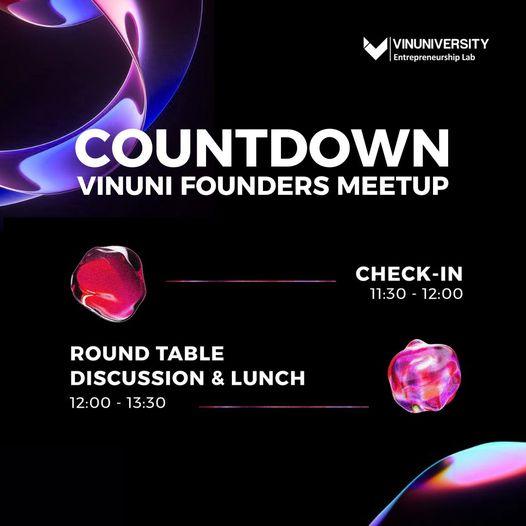 VINUNIVERSITY
Entrepreneurship Lab
COUNTDOWN
VINUNI FOUNDERS MEETUP
CHECK-IN
11:30 - 12:00
ROUND TABLE
DISCUSSION & LUNCH
12:00 - 13:30